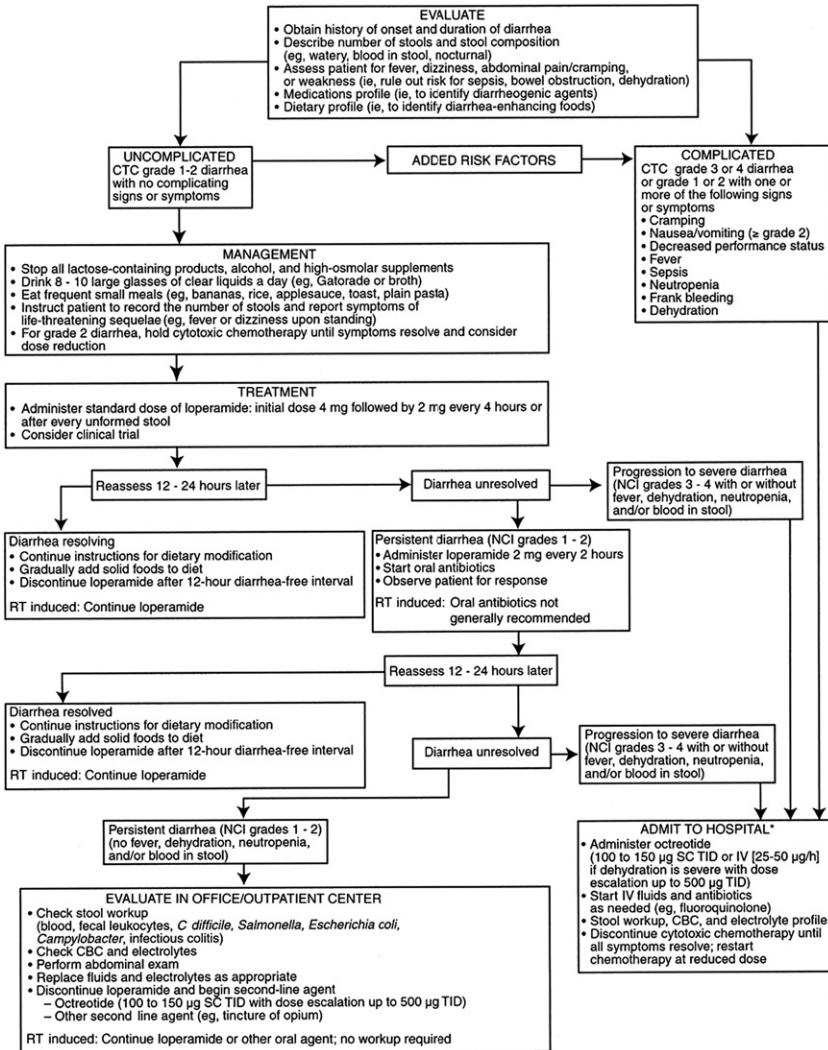 EVALUATE
• Obtain history of onset and duration of diarrhea
• Describe number of stools and stool composition
(eg, watery, blood in stool, nocturnal)
• Assess patient for fever, dizziness, abdominal pain/cramping,
or weakness (ie, rule out risk for sepsis, bowel obstruction, dehydration)
• Medications profile (ie, to identify diarrheogenic agents)
• Dietary profile (ie, to identify diarrhea-enhancing foods)
UNCOMPLICATED
CTC grade 1-2 diarrhea
with no complicating
signs or symptoms
ADDED RISK FACTORS
COMPLICATED
CTC grade 3 or 4 diarrhea
or grade 1 or 2 with one or
more of the following signs
or symptoms
• Cramping
• Nausea/vomiting (≥ grade 2)
• Decreased performance status
• Fever
• Sepsis
• Neutropenia
• Frank bleeding
• Dehydration
MANAGEMENT
• Stop all lactose-containing products, alcohol, and high-osmolar supplements
• Drink 8 - 10 large glasses of clear liquids a day (eg, Gatorade or broth)
• Eat frequent small meals (eg, bananas, rice, applesauce, toast, plain pasta)
• Instruct patient to record the number of stools and report symptoms of
life-threatening sequelae (eg, fever or dizziness upon standing)
• For grade 2 diarrhea, hold cytotoxic chemotherapy until symptoms resolve and consider
dose reduction
TREATMENT
• Administer standard dose of loperamide: initial dose 4 mg followed by 2 mg every 4 hours or
after every unformed stool
• Consider clinical trial
Reassess 12 - 24 hours later
Diarrhea unresolved
Progression to severe diarrhea
(NCI grades 3 - 4 with or without
fever, dehydration, neutropenia,
and/or blood in stool)
Diarrhea resolving
• Continue instructions for dietary modification
• Gradually add solid foods to diet
• Discontinue loperamide after 12-hour diarrhea-free interval
RT induced: Continue loperamide
Persistent diarrhea (NCI grades 1 - 2)
• Administer loperamide 2 mg every 2 hours
• Start oral antibiotics
• Observe patient for response
RT induced: Oral antibiotics not
generally recommended
Reassess 12 - 24 hours later
Diarrhea resolved
• Continue instructions for dietary modification
• Gradually add solid foods to diet
• Discontinue loperamide after 12-hour diarrhea-free interval
RT induced: Continue loperamide
Diarrhea unresolved
Progression to severe diarrhea
(NCI grades 3 - 4 with or without
fever, dehydration, neutropenia,
and/or blood in stool)
Persistent diarrhea (NCI grades 1 - 2)
(no fever, dehydration, neutropenia,
and/or blood in stool)
ADMIT TO HOSPITAL*
• Administer octreotide
(100 to 150 µg SC TID or IV [25-50 µg/h]
if dehydration is severe with dose
escalation up to 500 µg TID)
• Start IV fluids and antibiotics
as needed (eg, fluoroquinolone)
• Stool workup, CBC, and electrolyte profile
• Discontinue cytotoxic chemotherapy until
all symptoms resolve; restart
chemotherapy at reduced dose
EVALUATE IN OFFICE/OUTPATIENT CENTER
• Check stool workup
(blood, fecal leukocytes, C difficile, Salmonella, Escherichia coli,
Campylobacter, infectious colitis)
• Check CBC and electrolytes
• Perform abdominal exam
• Replace fluids and electrolytes as appropriate
• Discontinue loperamide and begin second-line agent
– Octreotide (100 to 150 µg SC TID with dose escalation up to 500 µg TID)
– Other second line agent (eg, tincture of opium)
RT induced: Continue loperamide or other oral agent; no workup required